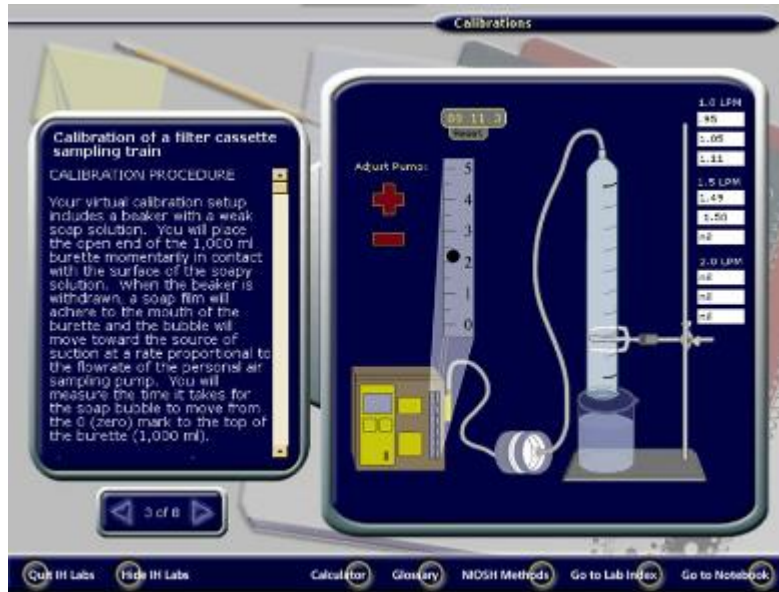 Calibrations
Calibration of a filter cassette
sampling train
CALIBRATION PROCEDURE
Your virtual calibration setup
includes a beaker with a weak
soap solution. You will place
the open end of the 1,000 ml
burette momentarily in contact
with the surface of the soapy
solution. When the beaker is
withdrawn, a soap film will
adhere to the mouth of the
burette and the bubble will
move toward the source of
suction at a rate proportional to
the flowrate of the personal air
sampling pump. You will
measure the time it takes for
the soap bubble to move from
the 0 (zero) mark to the top of
the burette (1,000 ml).
3 of 8
00 11 3
Reset
Adjust Pump:
5
4
3
2
1
0
1.0 LPM
.95
1.05
1.11
1.5 LPM
1.49
1.50
m2
2.0 LPM
m2
m2
m2
Quit IH Labs
Hide IH Labs
Calculator
Glossary
NIOSH Methods
Go to Lab Index
Go to Notebook